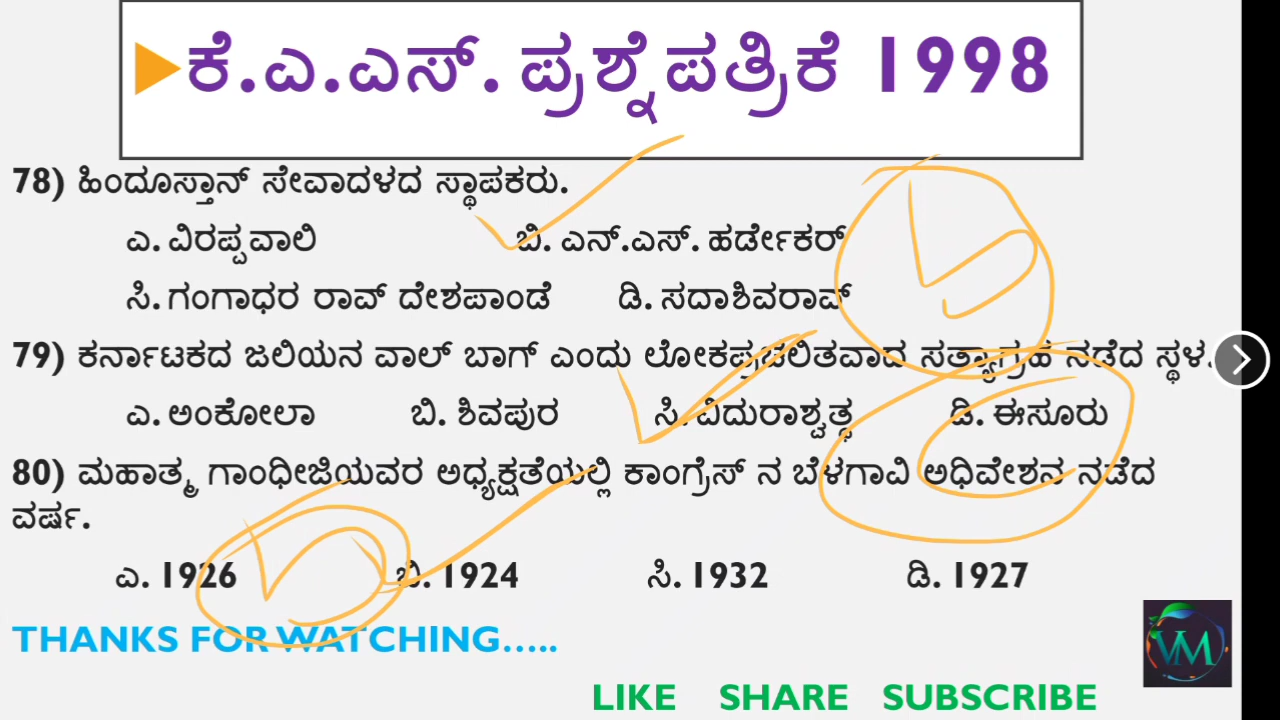 ಕೆ.ಎ.ಎಸ್. ಪ್ರಶ್ನೆಪತ್ರಿಕೆ 1998
78) ಹಿಂದೂಸ್ತಾನ್ ಸೇವಾದಳದ ಸ್ಥಾಪಕರು.
ಎ. ವಿರಪ್ಪವಾಲಿ ಬಿ. ಎನ್.ಎಸ್. ಹರ್ಡೇಕರ್
ಸಿ. ಗಂಗಾಧರ ರಾವ್ ದೇಶಪಾಂಡೆ ಡಿ. ಸದಾಶಿವರಾವ್
79) ಕರ್ನಾಟಕದ ಜಲಿಯನ ವಾಲ್ ಬಾಗ್ ಎಂದು ಲೋಕಪ್ರಚಲಿತವಾದ ಸತ್ಯಾಗ್ರಹ ನಡೆದ ಸ್ಥಳ.
ಎ. ಅಂಕೋಲಾ ಬಿ. ಶಿವಪುರ ಸಿ. ವಿದುರಾಶ್ವತ್ಥ ಡಿ. ಈಸೂರು
80) ಮಹಾತ್ಮ ಗಾಂಧೀಜಿಯವರ ಅಧ್ಯಕ್ಷತೆಯಲ್ಲಿ ಕಾಂಗ್ರೆಸ್ ನ ಬೆಳಗಾವಿ ಅಧಿವೇಶನ ನಡೆದ
ವರ್ಷ.
ಎ. 1926 ಬಿ. 1924 ಸಿ. 1932 ಡಿ. 1927
THANKS FOR WATCHING.....
VM
LIKE SHARE SUBSCRIBE